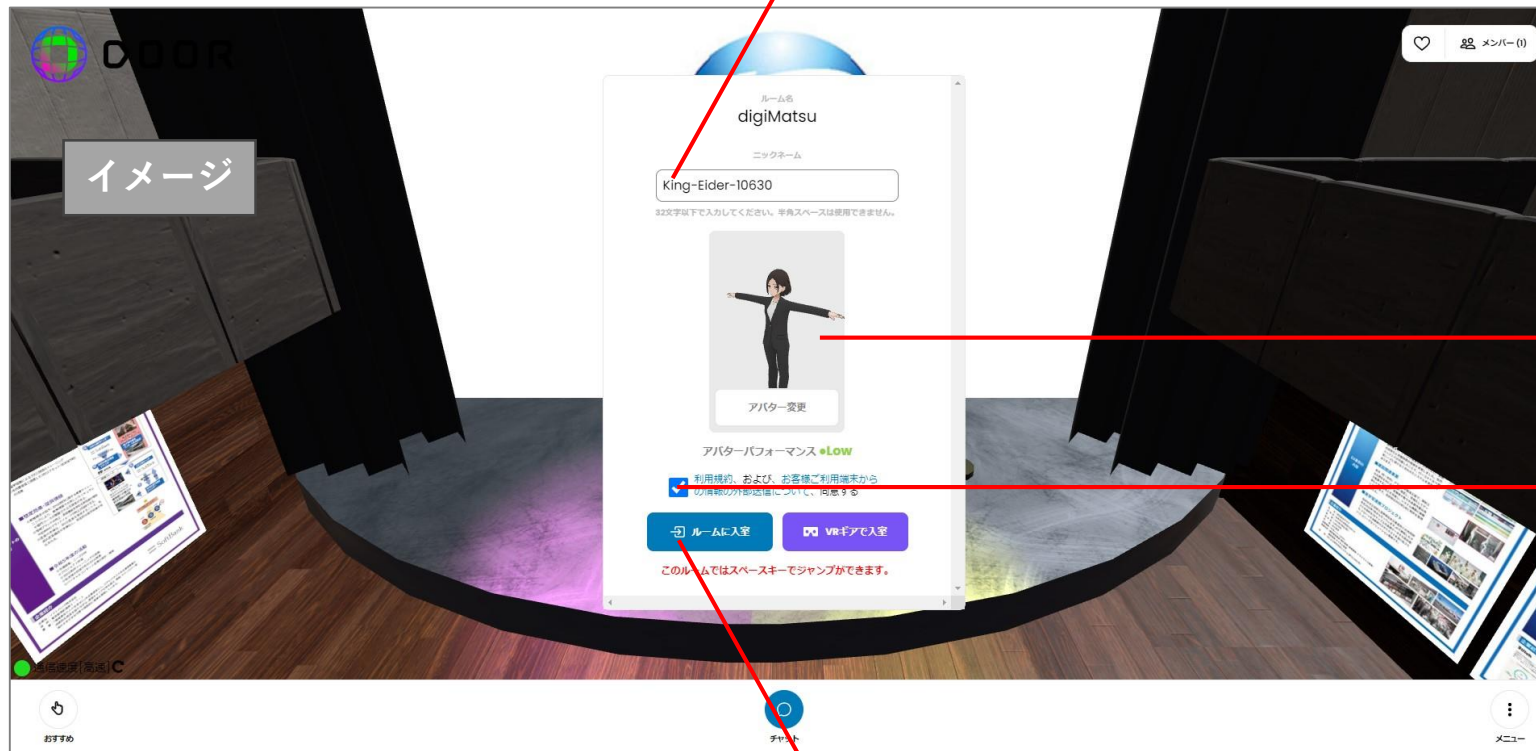 DOOR
メンバー (1)
イメージ
ルーム名
digiMatsu
ニックネーム
King-Eider-10630
32文字以下で入力してください。半角スペースは使用できません。
アバター変更
アバターパフォーマンス ●Low
利用規約、および、お客様ご利用端末から
の情報の外部送信について、同意する
ルームに入室
VRギアで入室
このルームではスペースキーでジャンプができます。
SoftBank
通信速度[高速]
おすすめ
チャット
メニュー